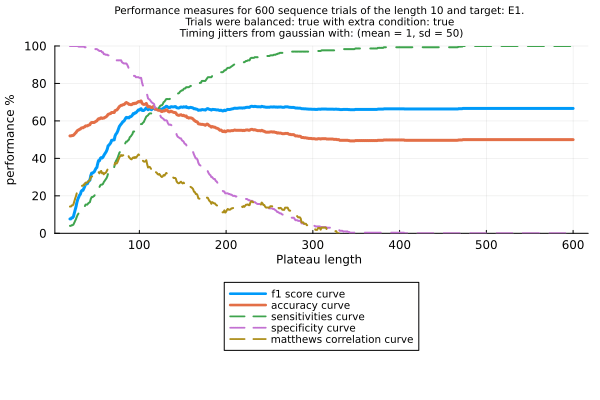 Performance measures for 600 sequence trials of the length 10 and target: E1.
Trials were balanced: true with extra condition: true
Timing jitters from gaussian with: (mean = 1, sd = 50)
100
80
60
40
20
0
performance %
100
200
300
400
500
600
Plateau length
f1 score curve
accuracy curve
sensitivities curve
specificity curve
matthews correlation curve